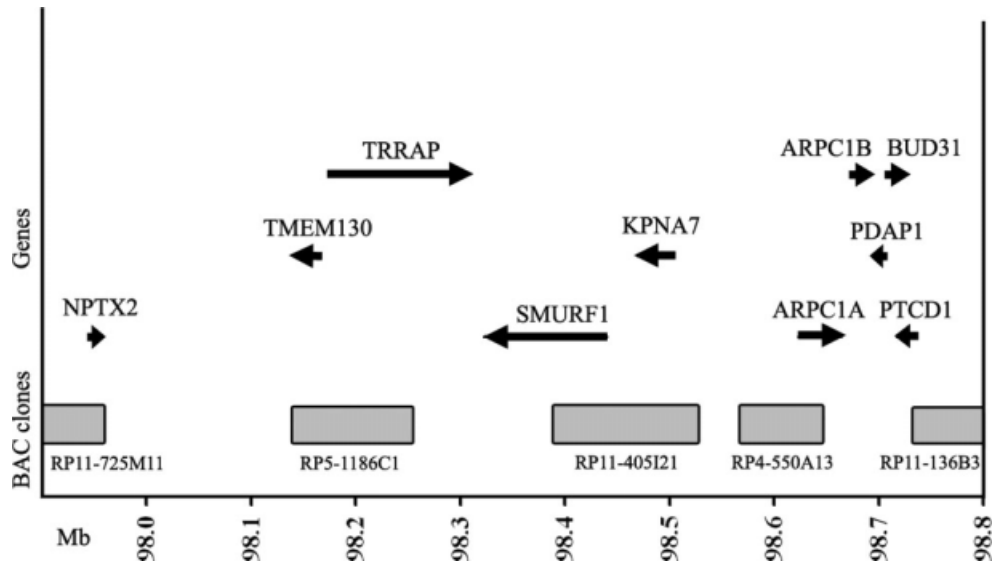 ARPC1B BUD31
TRRAP
TMEM130 KPNA7 PDAP1
NPTX2 SMURF1 ARPC1A PTCD1
Genes
RP11-725M11 RP5-1186C1 RP11-405I21 RP4-550A13 RP11-136B3
BAC clones
Mb 98.0 98.1 98.2 98.3 98.4 98.5 98.6 98.7 98.8